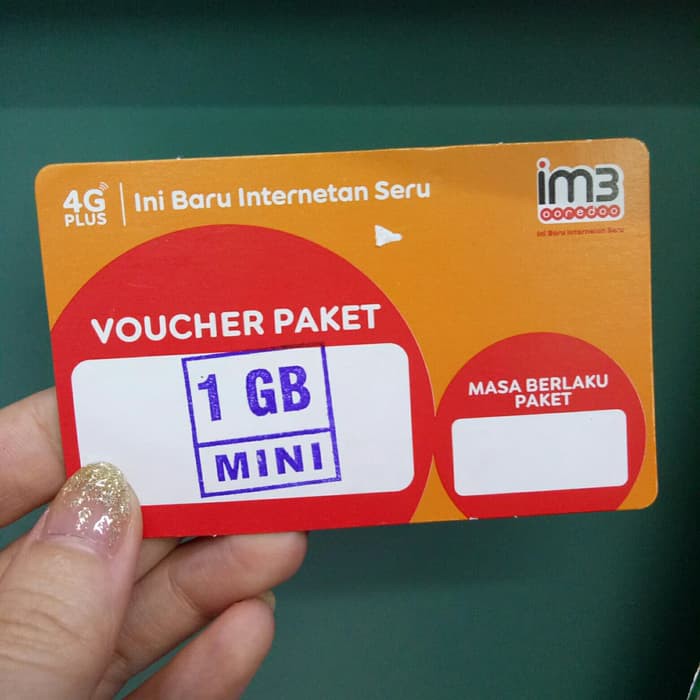 4G PLUS
Ini Baru Internetan Seru
im3
ooredoo
Ini Baru Internetan Seru
VOUCHER PAKET
1 GB
MINI
MASA BERLAKU
PAKET